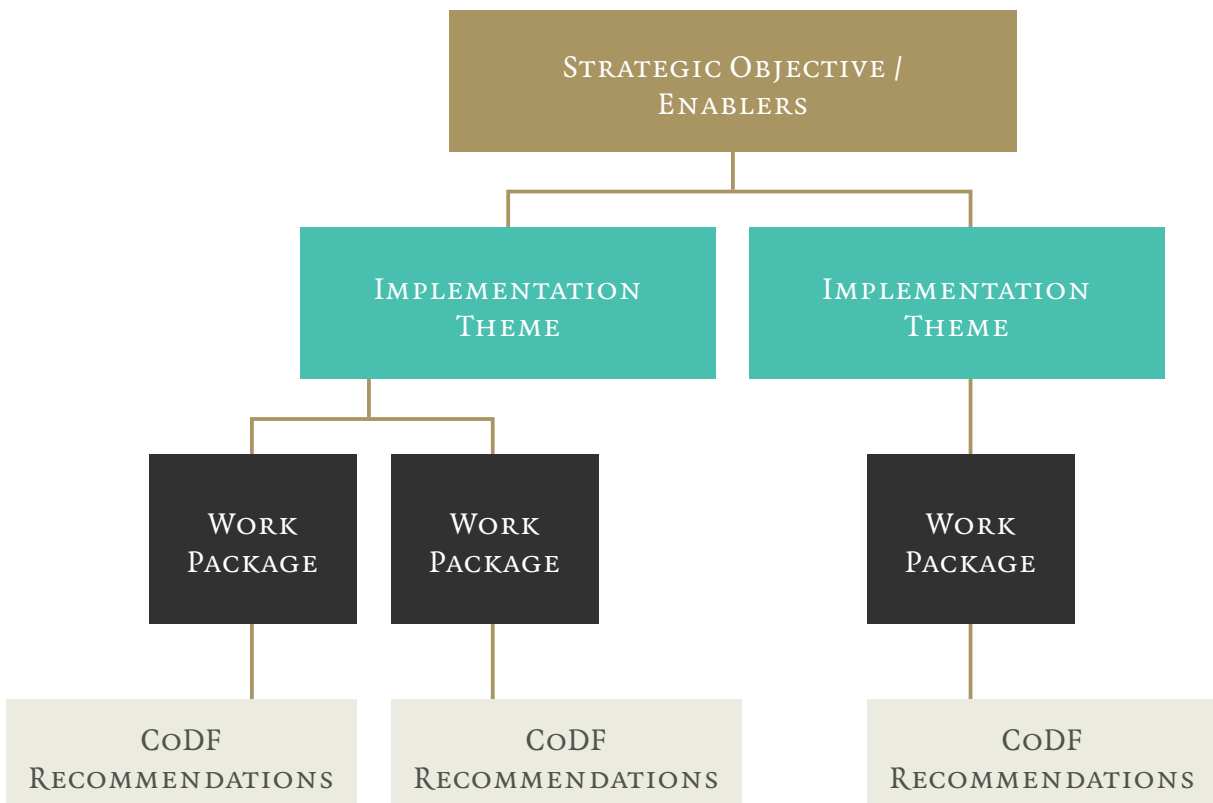 Strategic Objective /
Enablers
Implementation
Theme
Implementation
Theme
Work
Package
Work
Package
Work
Package
CoDF
Recommendations
CoDF
Recommendations
CoDF
Recommendations